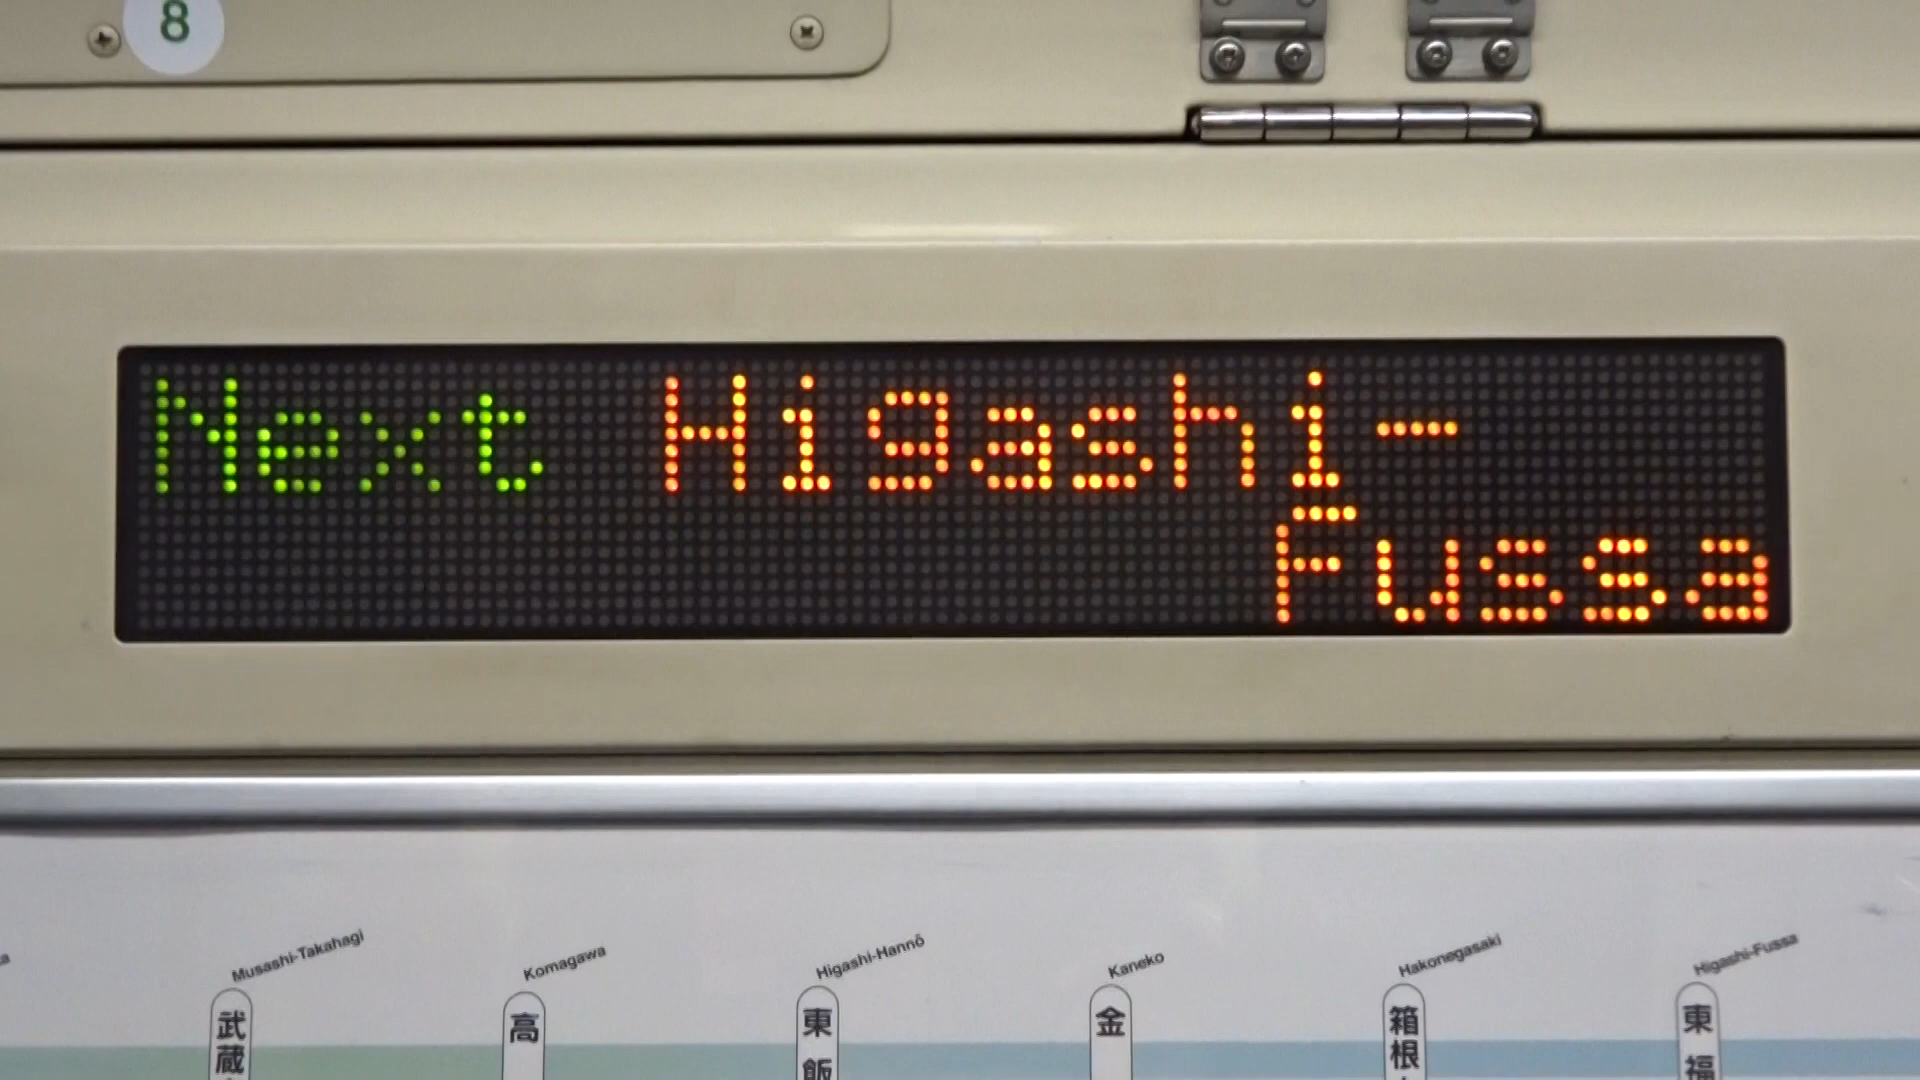 8
Next Higashi-
Fussa
Musashi-Takahagi
Komagawa
Higashi-Hannō
Kaneko
Hakonegasaki
Higashi-Fussa
武蔵
高
東飯
金
箱根
東福